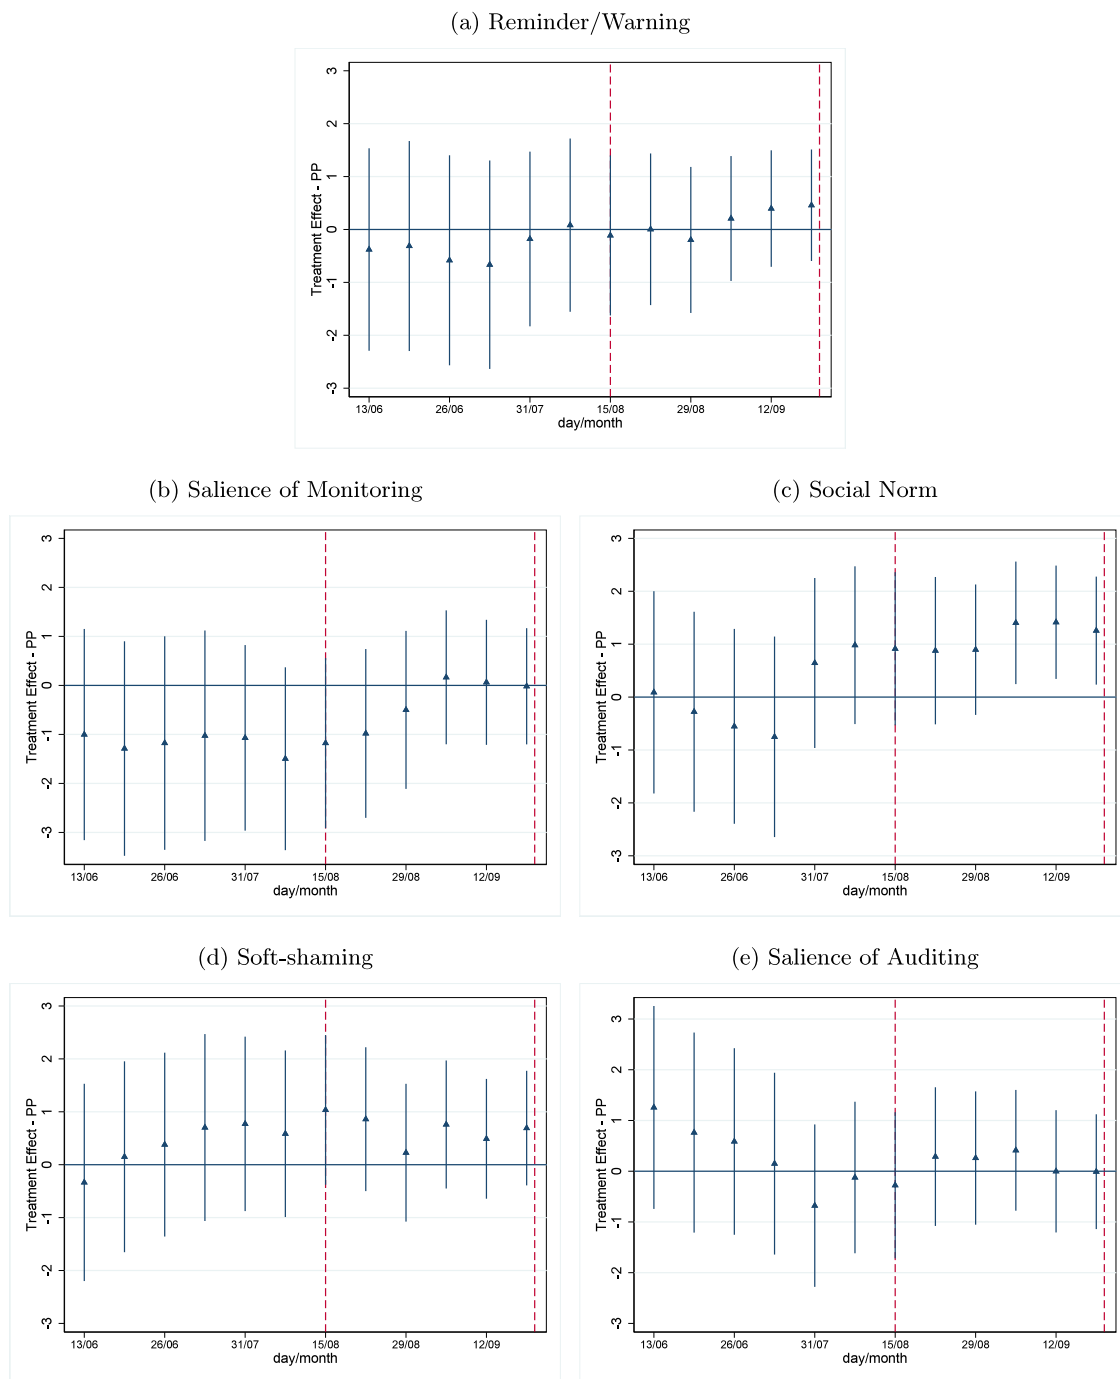 (a) Reminder/Warning
Treatment Effect - PP
3
2
1
0
-1
-2
-3
13/06 26/06 31/07 15/08 29/08 12/09
day/month
(b) Salience of Monitoring
Treatment Effect - PP
3
2
1
0
-1
-2
-3
13/06 26/06 31/07 15/08 29/08 12/09
day/month
(c) Social Norm
Treatment Effect - PP
3
2
1
0
-1
-2
-3
13/06 26/06 31/07 15/08 29/08 12/09
day/month
(d) Soft-shaming
Treatment Effect - PP
3
2
1
0
-1
-2
-3
13/06 26/06 31/07 15/08 29/08 12/09
day/month
(e) Salience of Auditing
Treatment Effect - PP
3
2
1
0
-1
-2
-3
13/06 26/06 31/07 15/08 29/08 12/09
day/month